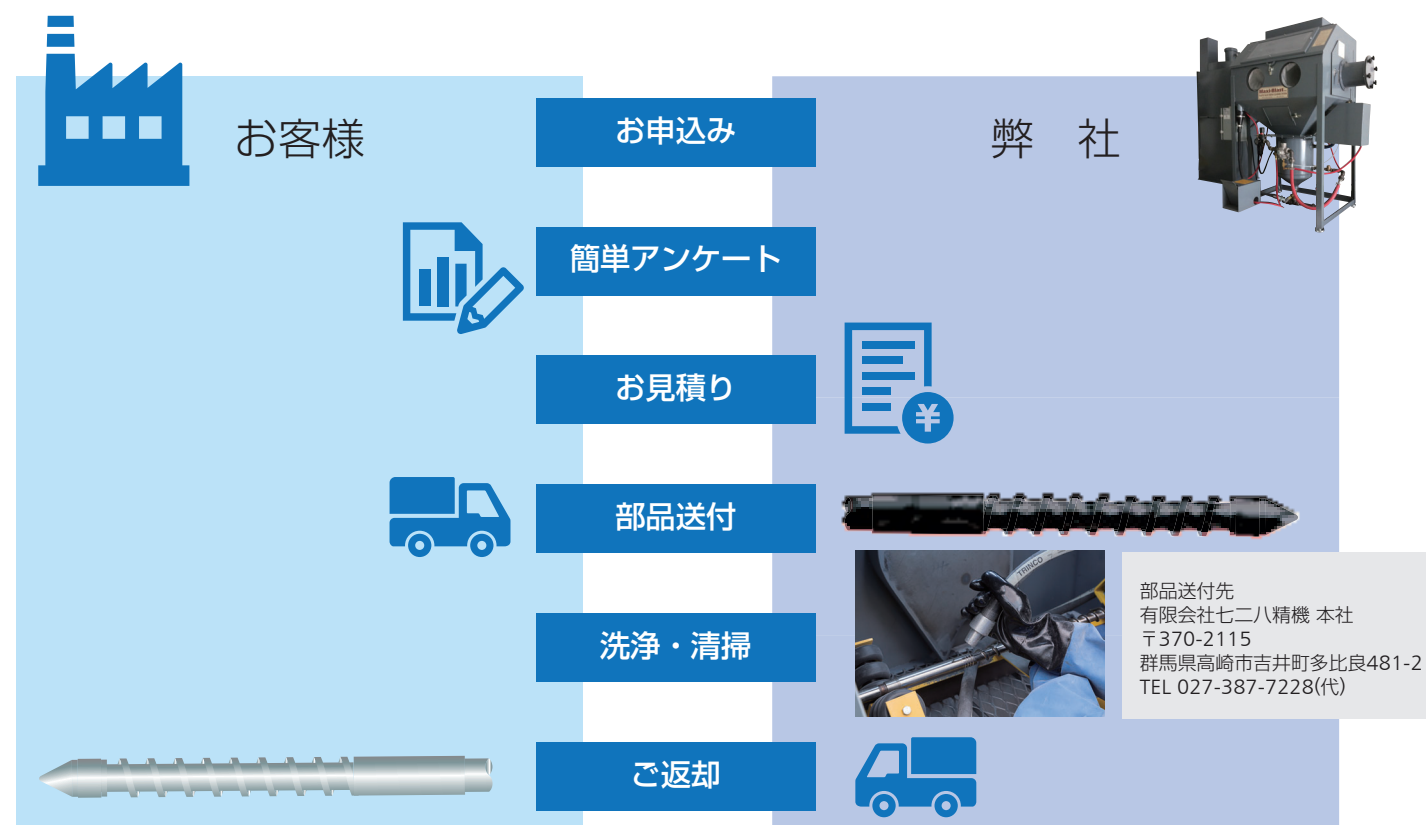 お客様
弊 社
お申込み
簡単アンケート
お見積り
¥
部品送付
洗浄・清掃
TRINCO
部品送付先
有限会社七二八精機 本社
〒370-2115
群馬県高崎市吉井町多比良481-2
TEL 027-387-7228(代)
ご返却